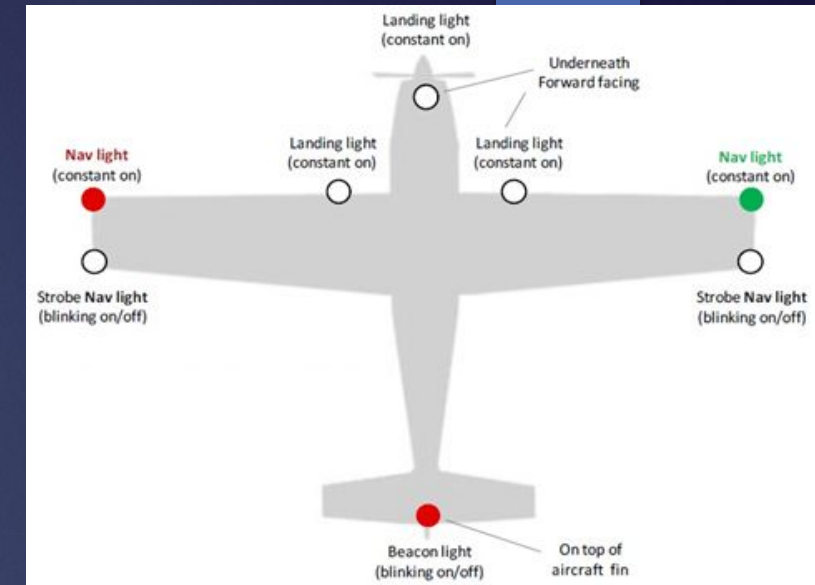 Landing light
(constant on)
Underneath
Forward facing
Landing light
(constant on)
Landing light
(constant on)
Nav light
(constant on)
Nav light
(constant on)
Strobe Nav light
(blinking on/off)
Strobe Nav light
(blinking on/off)
Beacon light
(blinking on/off)
On top of
aircraft fin